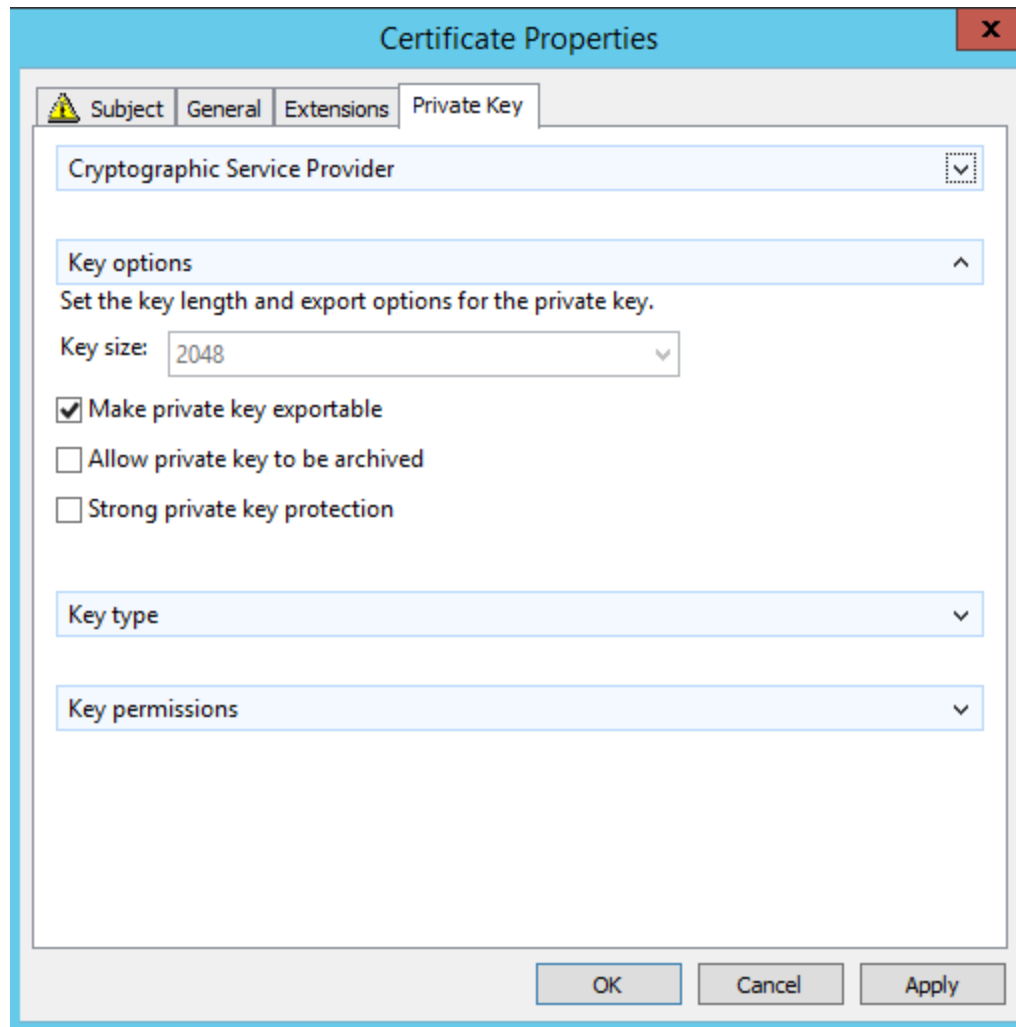 Certificate Properties
x
Subject General Extensions Private Key
Cryptographic Service Provider
Key options
Set the key length and export options for the private key.
Key size: 2048
Make private key exportable
Allow private key to be archived
Strong private key protection
Key type
Key permissions
OK Cancel Apply